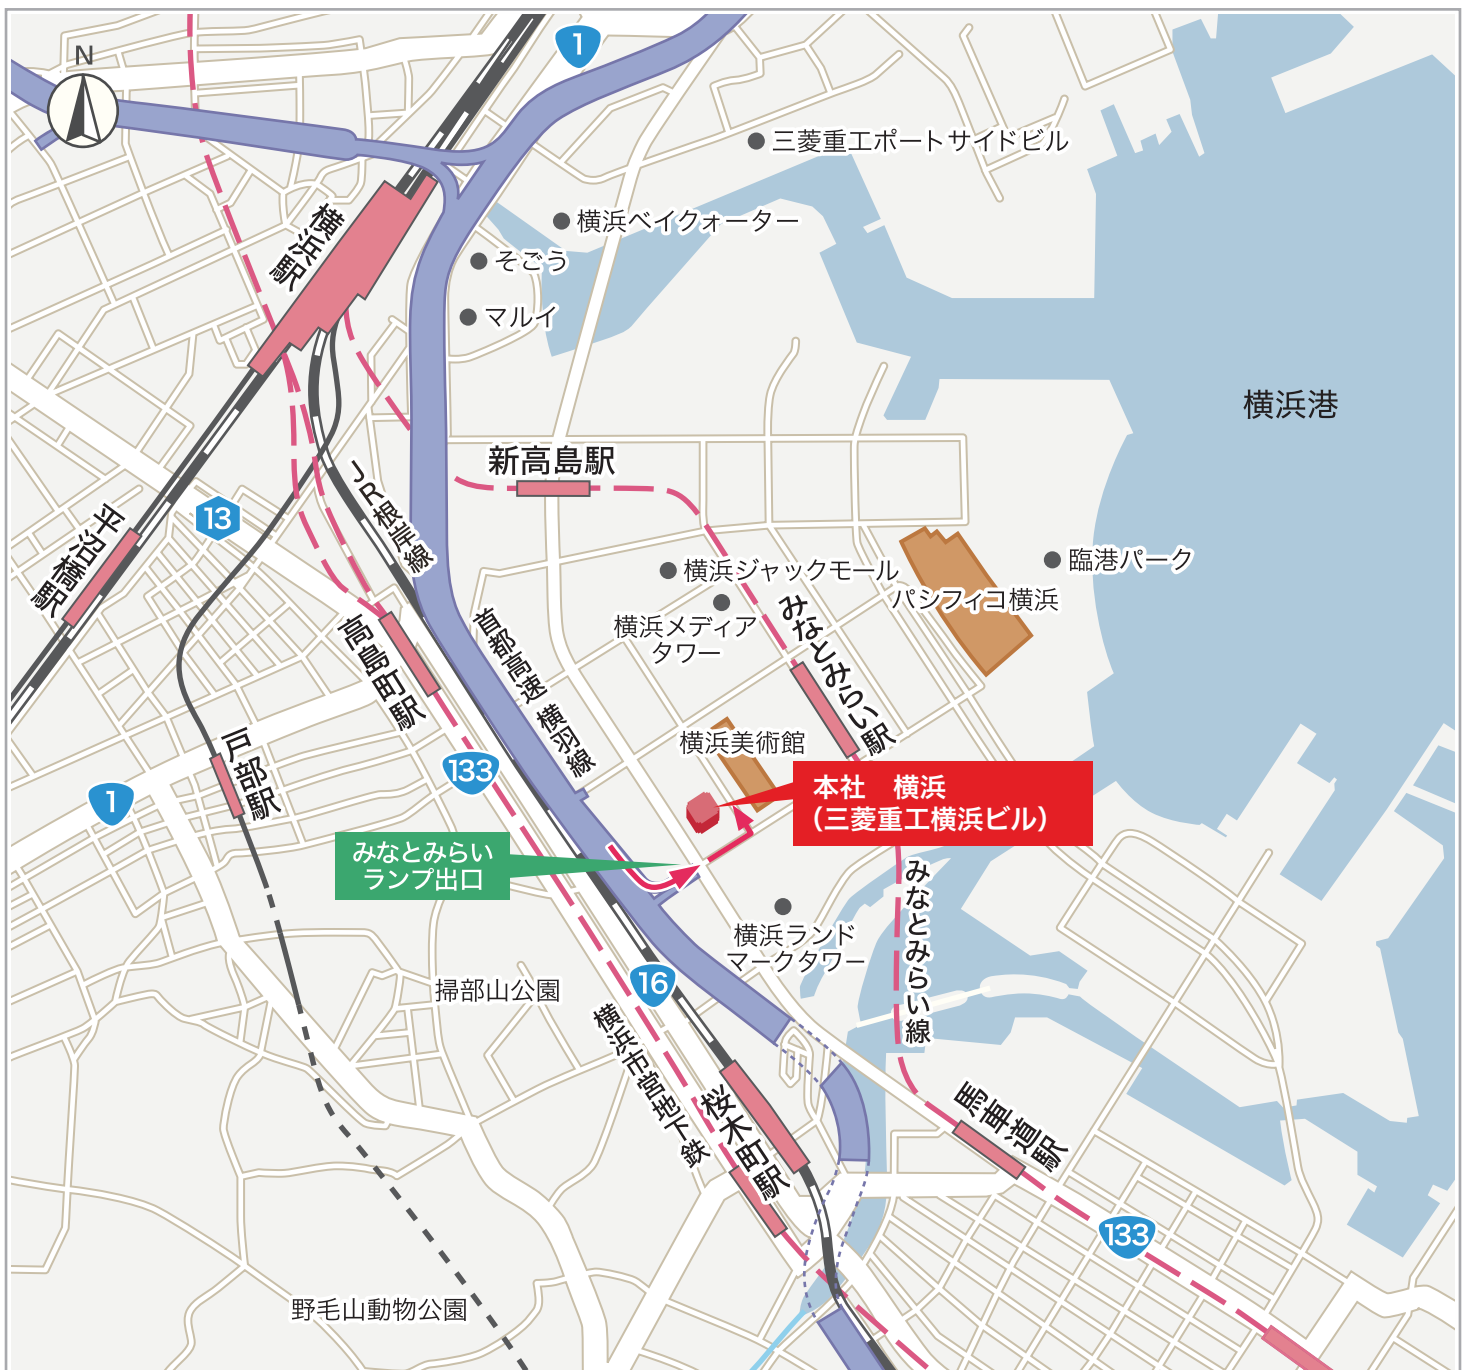 N
1
三菱重工ポートサイドビル
横浜ベイクォーター
そごう
マルイ
横浜駅
横浜港
新高島駅
JR根岸線
13
平沼橋駅
臨港パーク
横浜ジャックモール
パシフィコ横浜
横浜メディア
タワー
みなとみらい駅
高島町駅
首都高速 横羽線
戸部駅
横浜美術館
133
1
本社 横浜
(三菱重工横浜ビル)
みなとみらい
ランプ出口
みなとみらい線
横浜ランド
マークタワー
掃部山公園
16
横浜市営地下鉄
桜木町駅
馬車道駅
133
野毛山動物公園